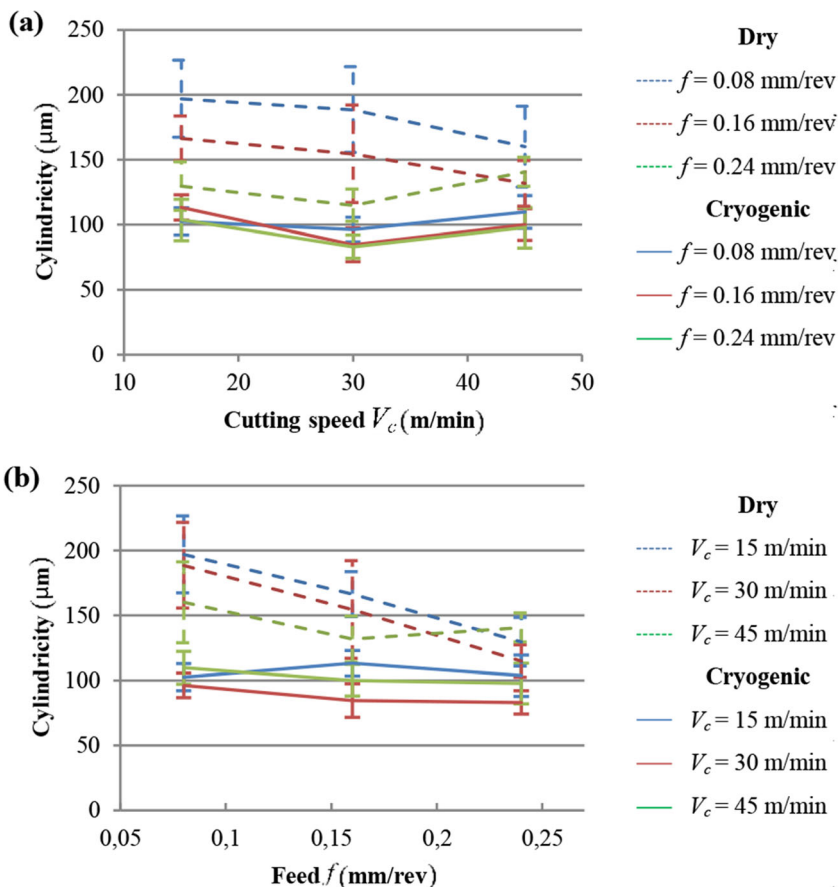 (a)
250
200
150
100
50
0
Cylindricity (µm)
10 20 30 40 50
Cutting speed Vc (m/min)
Dry
f = 0.08 mm/rev
f = 0.16 mm/rev
f = 0.24 mm/rev
Cryogenic
f = 0.08 mm/rev
f = 0.16 mm/rev
f = 0.24 mm/rev
(b)
250
200
150
100
50
0
Cylindricity (µm)
0,05 0,1 0,15 0,2 0,25
Feed f (mm/rev)
Dry
Vc = 15 m/min
Vc = 30 m/min
Vc = 45 m/min
Cryogenic
Vc = 15 m/min
Vc = 30 m/min
Vc = 45 m/min